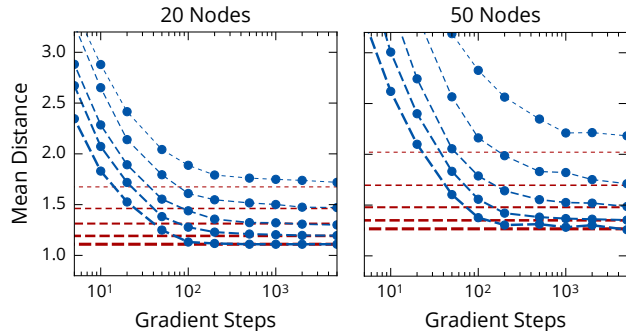 20 Nodes
50 Nodes
Mean Distance
3.0
2.5
2.0
1.5
1.0
10¹ 10² 10³
10¹ 10² 10³
Gradient Steps
Gradient Steps